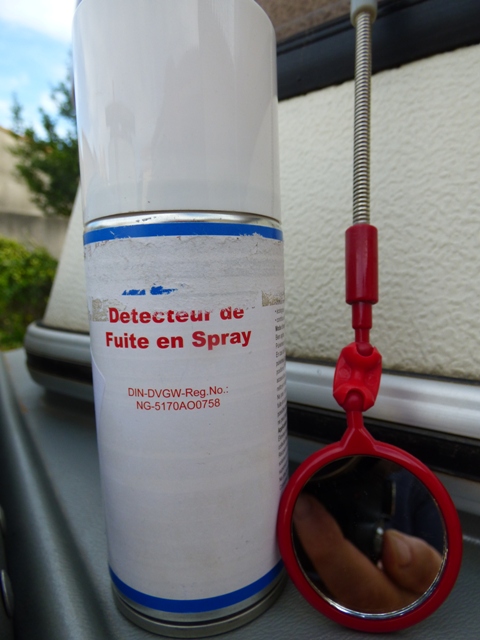 Detecteur de
Fuite en Spray
DIN-DVGW-Reg.No.:
NG-5170AO0758